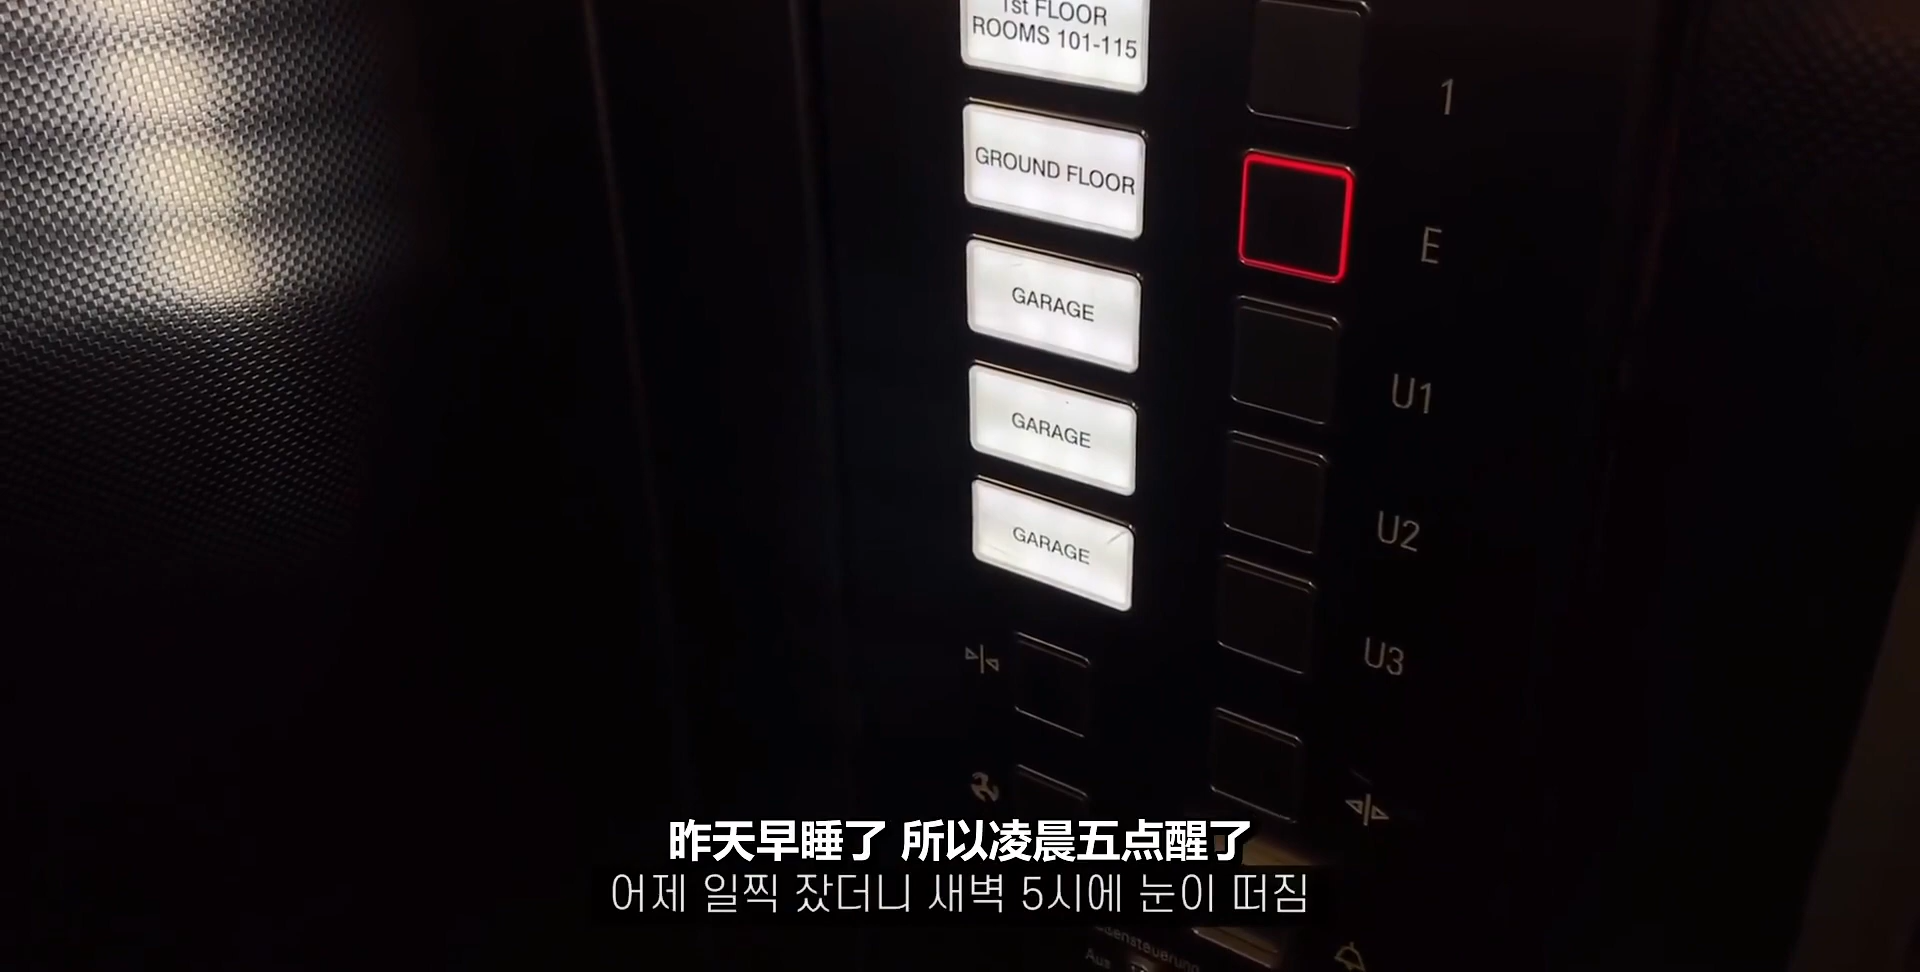 1st FLOOR
ROOMS 101-115
1
GROUND FLOOR
E
GARAGE
U1
GARAGE
U2
GARAGE
U3
昨天早睡了 所以凌晨五点醒了
어제 일찍 잤더니 새벽 5시에 눈이 떠짐
Aus